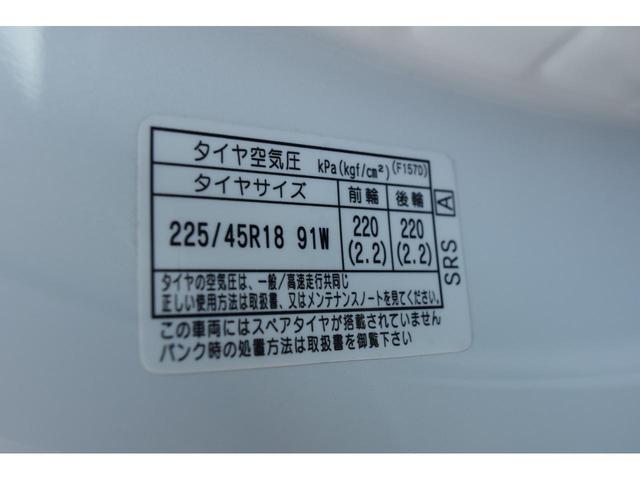 タイヤ空気圧 kPa(kgf/cm²)(F157D)
タイヤサイズ 前輪 後輪
225/45R18 91W 220 (2.2) 220 (2.2)
タイヤの空気圧は、一般/高速走行共同じ
正しい使用方法は取扱書、又はメンテナンスノートを見てください。
この車両にはスペアタイヤが搭載されていません
パンク時の処置方法は取扱書を御覧下さい
SRS A